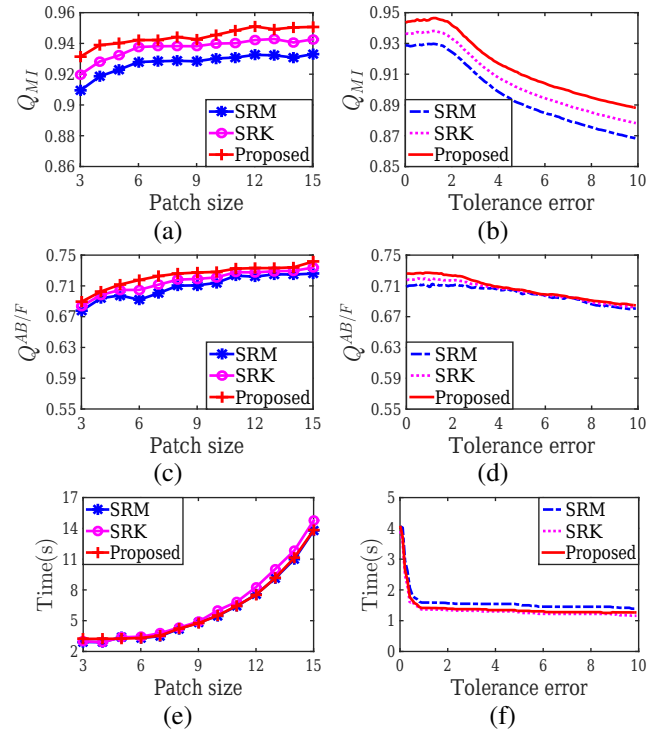 0.96
0.94
0.92
0.9
0.88
0.86
Q_MI
3 6 9 12 15
Patch size
SRM
SRK
Proposed
(a)
0.95
0.93
0.91
0.89
0.87
0.85
Q_MI
0 2 4 6 8 10
Tolerance error
SRM
SRK
Proposed
(b)
0.75
0.71
0.67
0.63
0.59
0.55
Q^AB/F
3 6 9 12 15
Patch size
SRM
SRK
Proposed
(c)
0.75
0.71
0.67
0.63
0.59
0.55
Q^AB/F
0 2 4 6 8 10
Tolerance error
SRM
SRK
Proposed
(d)
17
14
11
8
5
2
Time(s)
3 6 9 12 15
Patch size
SRM
SRK
Proposed
(e)
5
4
3
2
1
0
Time(s)
0 2 4 6 8 10
Tolerance error
SRM
SRK
Proposed
(f)